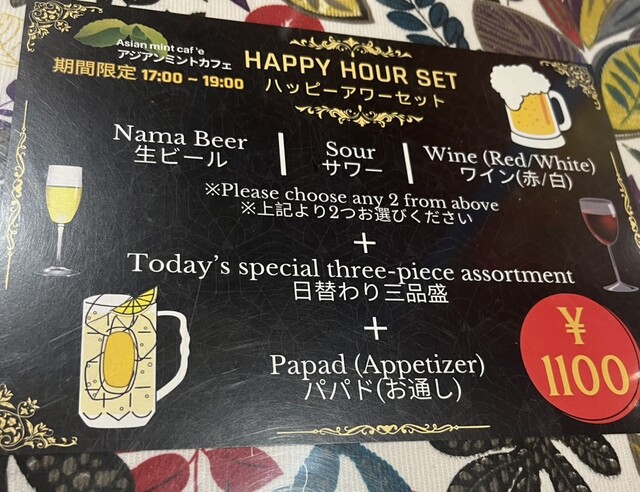 Asian mint caf'e
アジアンミントカフェ
期間限定 17:00 ~ 19:00
HAPPY HOUR SET
ハッピーアワーセット
Nama Beer
生ビール
Sour
サワー
Wine (Red/White)
ワイン(赤/白)
※Please choose any 2 from above
※上記より2つお選びください
+
Today's special three-piece assortment
日替わり三品盛
+
Papad (Appetizer)
パパド(お通し)
¥
1100